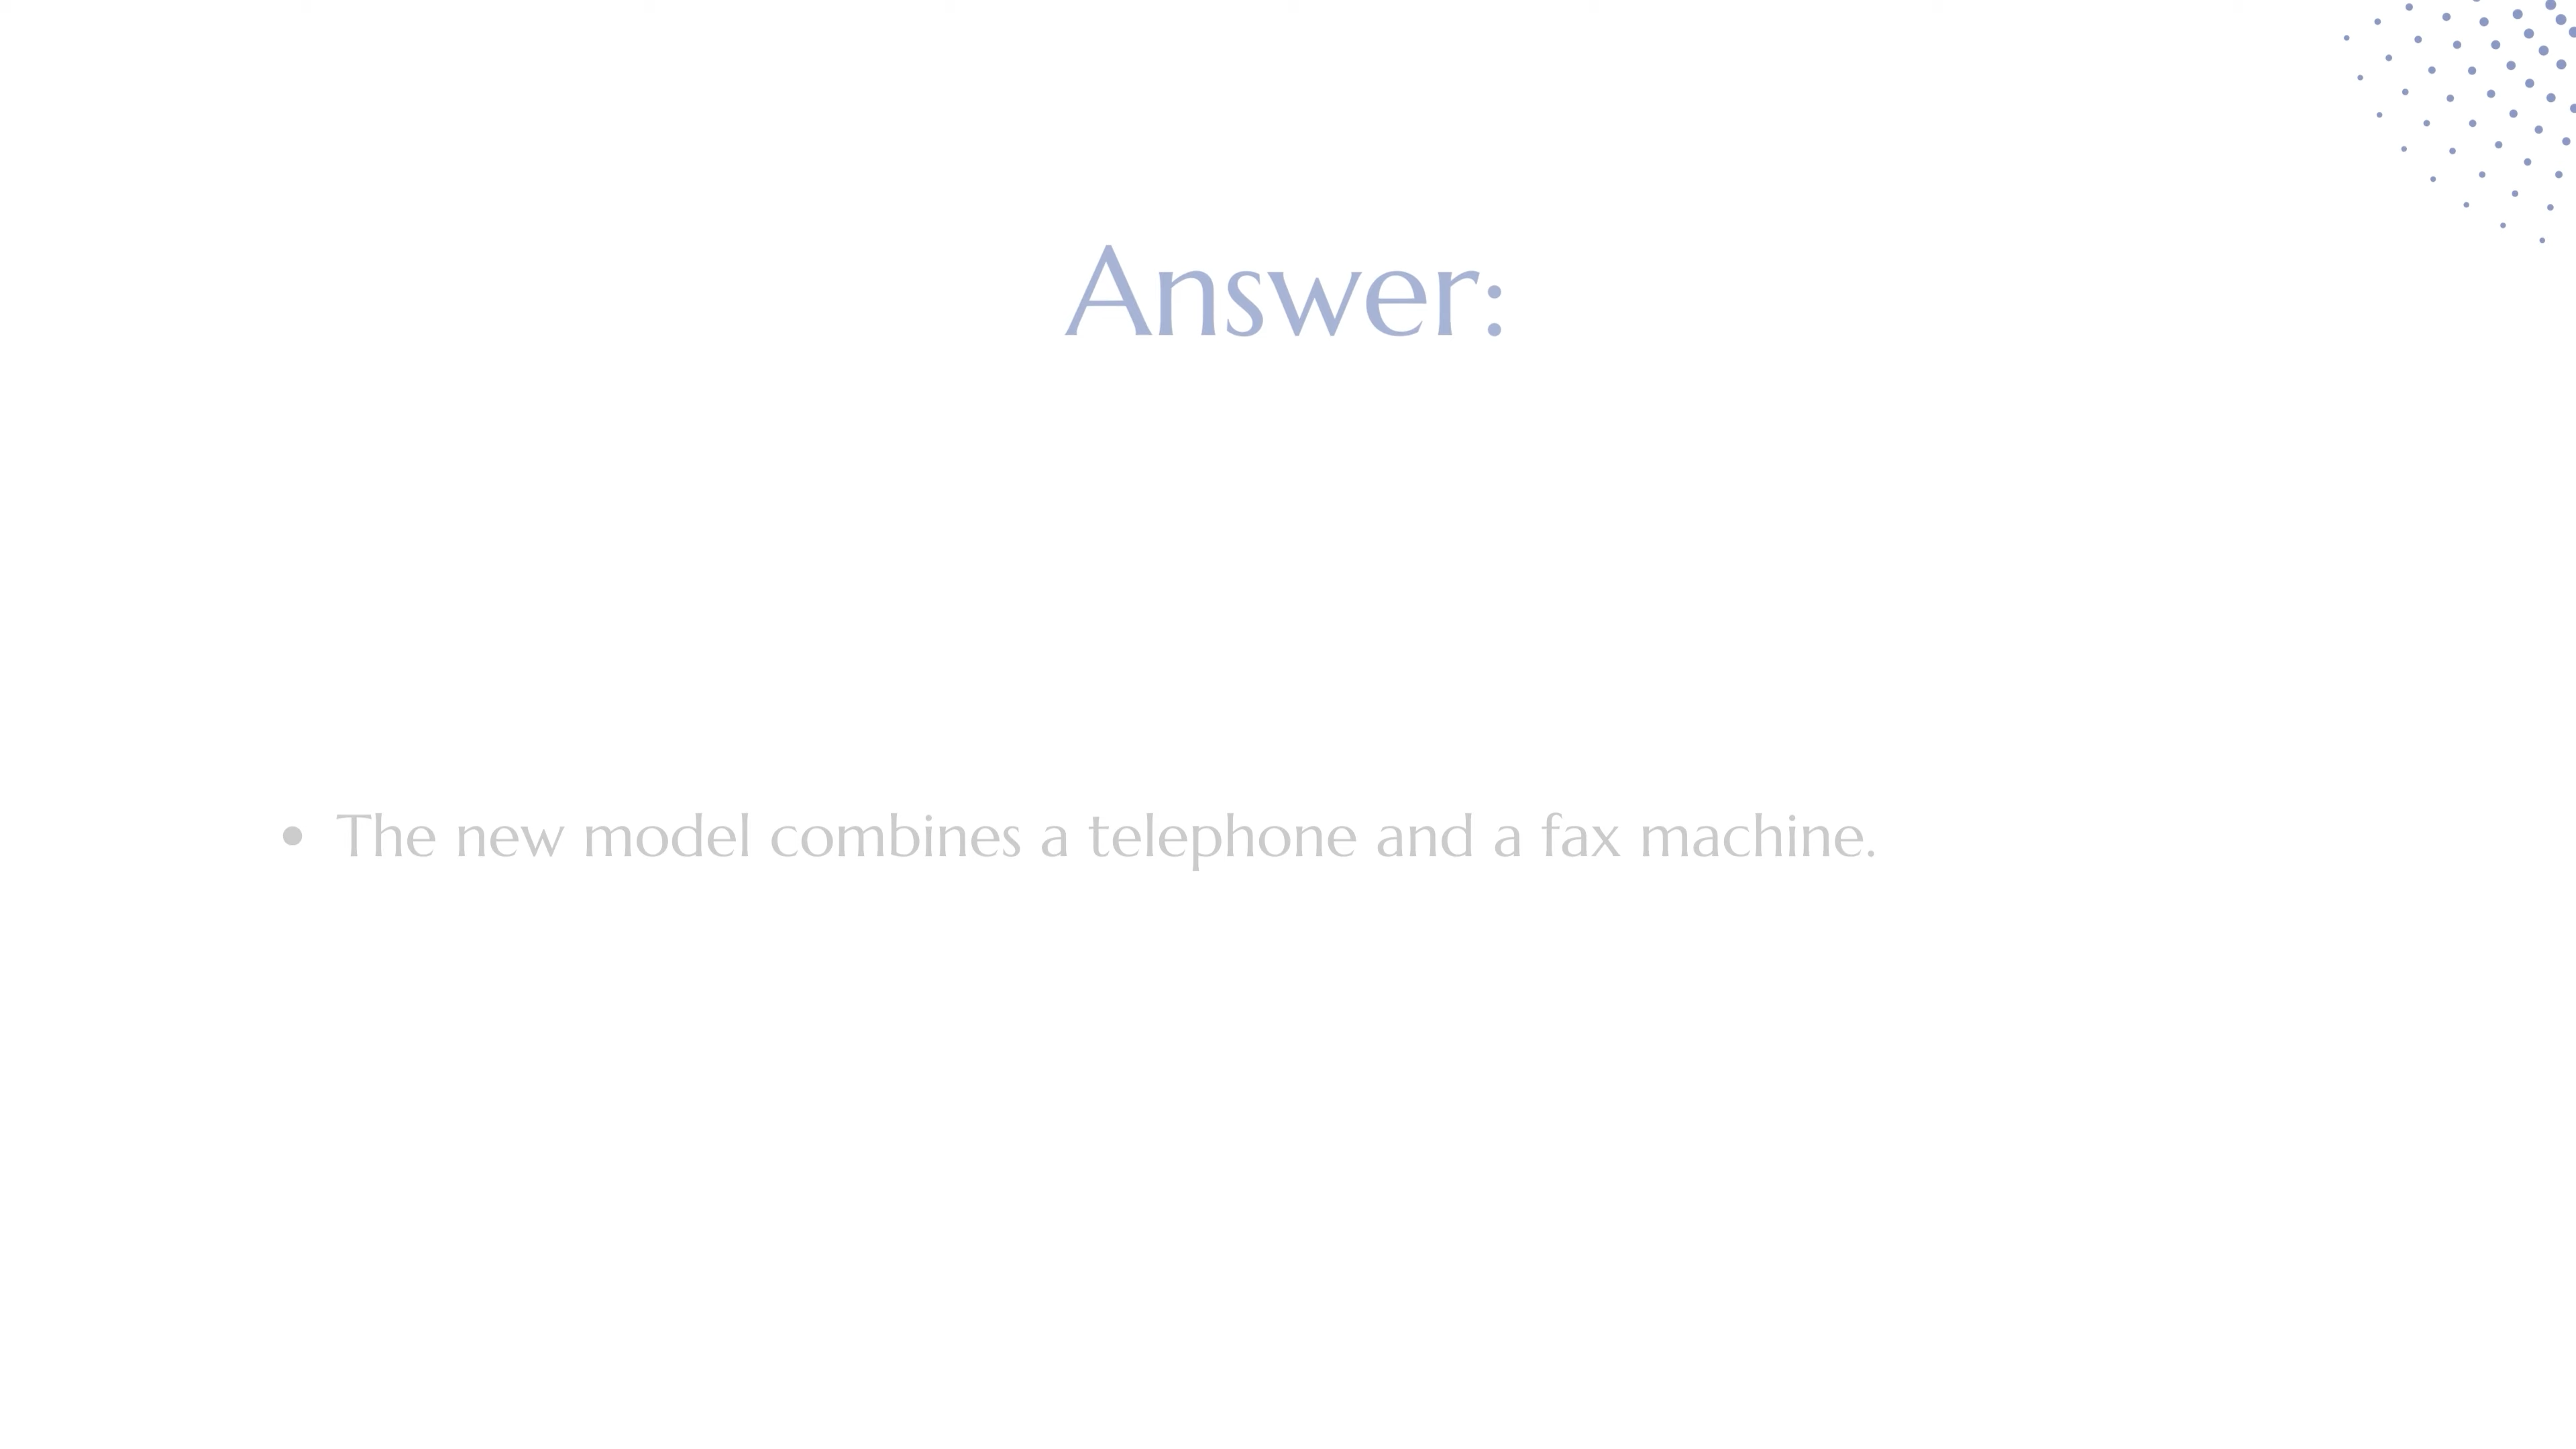 Answer:
• The new model combines a telephone and a fax machine.